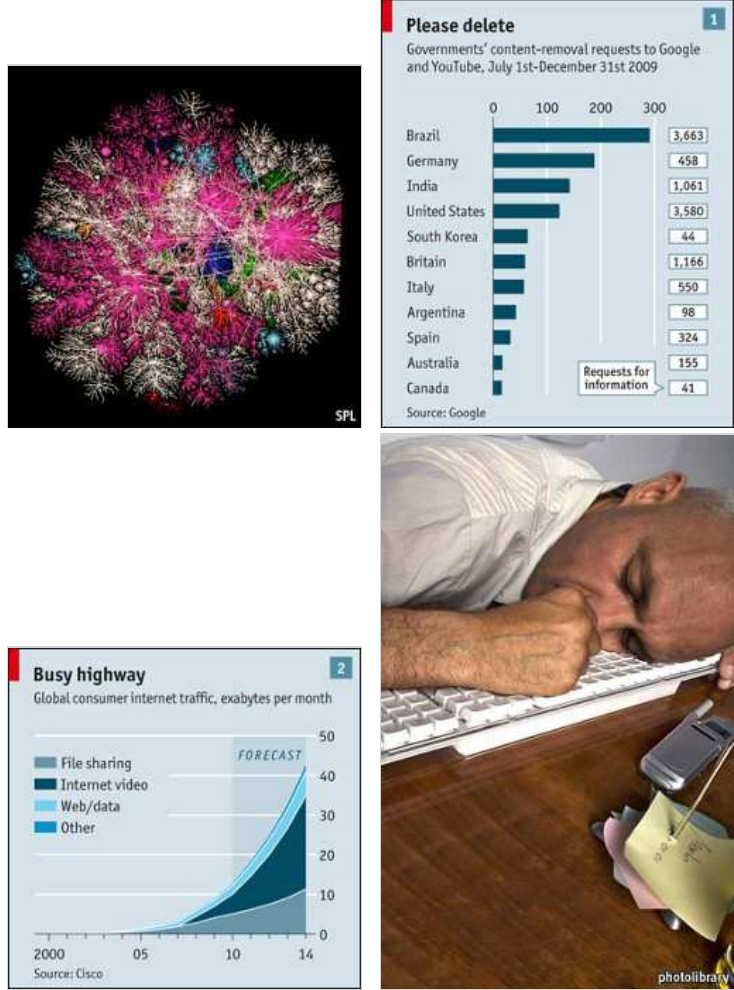 SPL
Please delete
1
Governments' content-removal requests to Google
and YouTube, July 1st-December 31st 2009
0 100 200 300
Brazil 3,663
Germany 458
India 1,061
United States 3,580
South Korea 44
Britain 1,166
Italy 550
Argentina 98
Spain 324
Australia 155
Requests for
information
Canada 41
Source: Google
Busy highway
2
Global consumer internet traffic, exabytes per month
50
FORECAST
File sharing
40
Internet video
Web/data
30
Other
20
10
0
2000 05 10 14
Source: Cisco
photolibrary